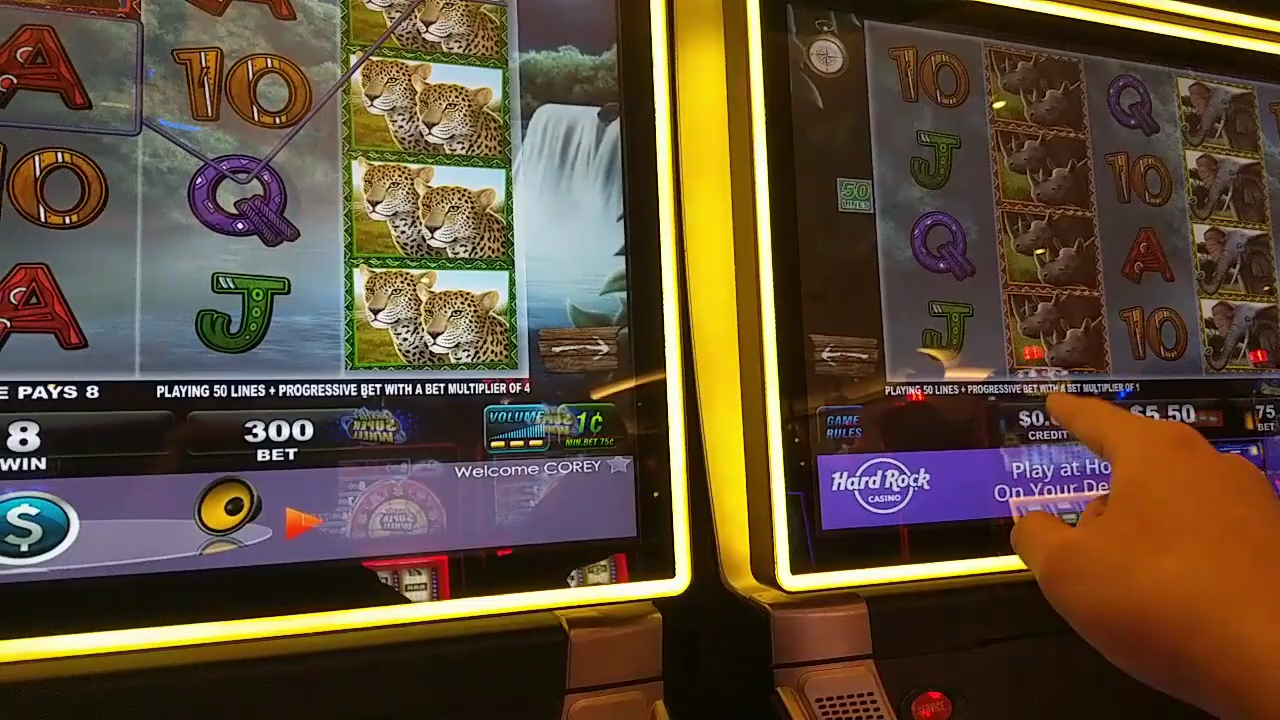 A
10
10
Q
A
J
E PAYS 8
PLAYING 50 LINES + PROGRESSIVE BET WITH A BET MULTIPLIER OF 4
8
WIN
300
BET
VOLUME
1¢
MIN.BET 75¢
Welcome COREY
$
10
Q
J
10
50
LINES
Q
A
J
10
PLAYING 50 LINES + PROGRESSIVE BET WITH A BET MULTIPLIER OF 1
GAME
RULES
$0.
CREDIT
$5.50
75
BET
Hard Rock
CASINO
Play at Ho
On Your De
SERVICE